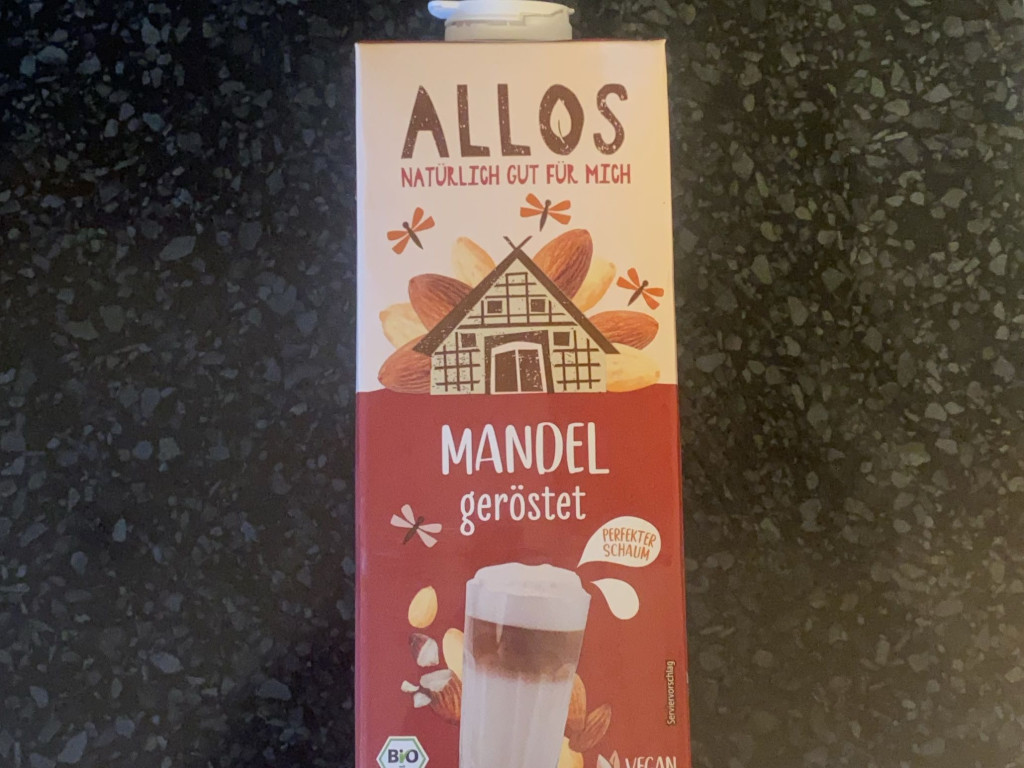 ALLOS
NATÜRLICH GUT FÜR MICH
MANDEL
geröstet
PERFEKTER
SCHAUM
Serviervorschlag
BIO
VEGAN